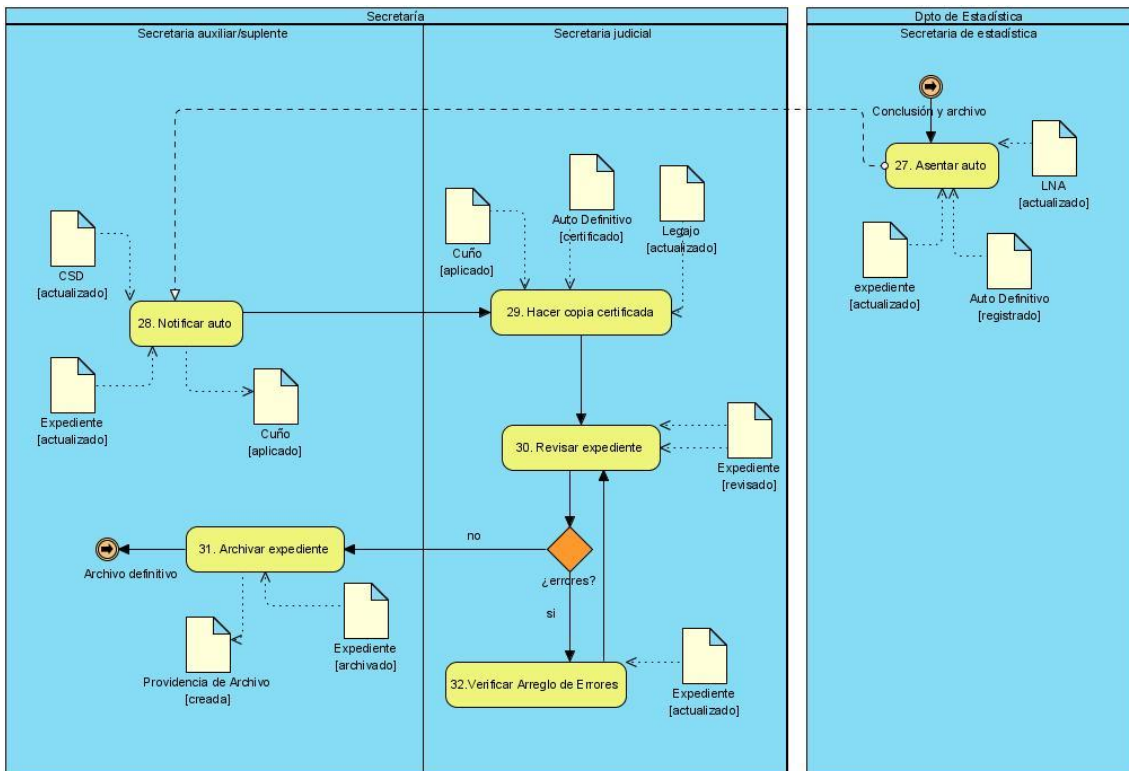 Secretaría
Dpto de Estadística
Secretaria auxiliar/suplente
Secretaria judicial
Secretaria de estadística
Conclusión y archivo
27. Asentar auto
LNA
[actualizado]
expediente
[actualizado]
Auto Definitivo
[registrado]
CSD
[actualizado]
Cuño
[aplicado]
Auto Definitivo
[certificado]
Legajo
[actualizado]
28. Notificar auto
29. Hacer copia certificada
Expediente
[actualizado]
Cuño
[aplicado]
30. Revisar expediente
Expediente
[revisado]
31. Archivar expediente
no
¿errores?
Archivo definitivo
si
Providencia de Archivo
[creada]
Expediente
[archivado]
32.Verificar Arreglo de Errores
Expediente
[actualizado]